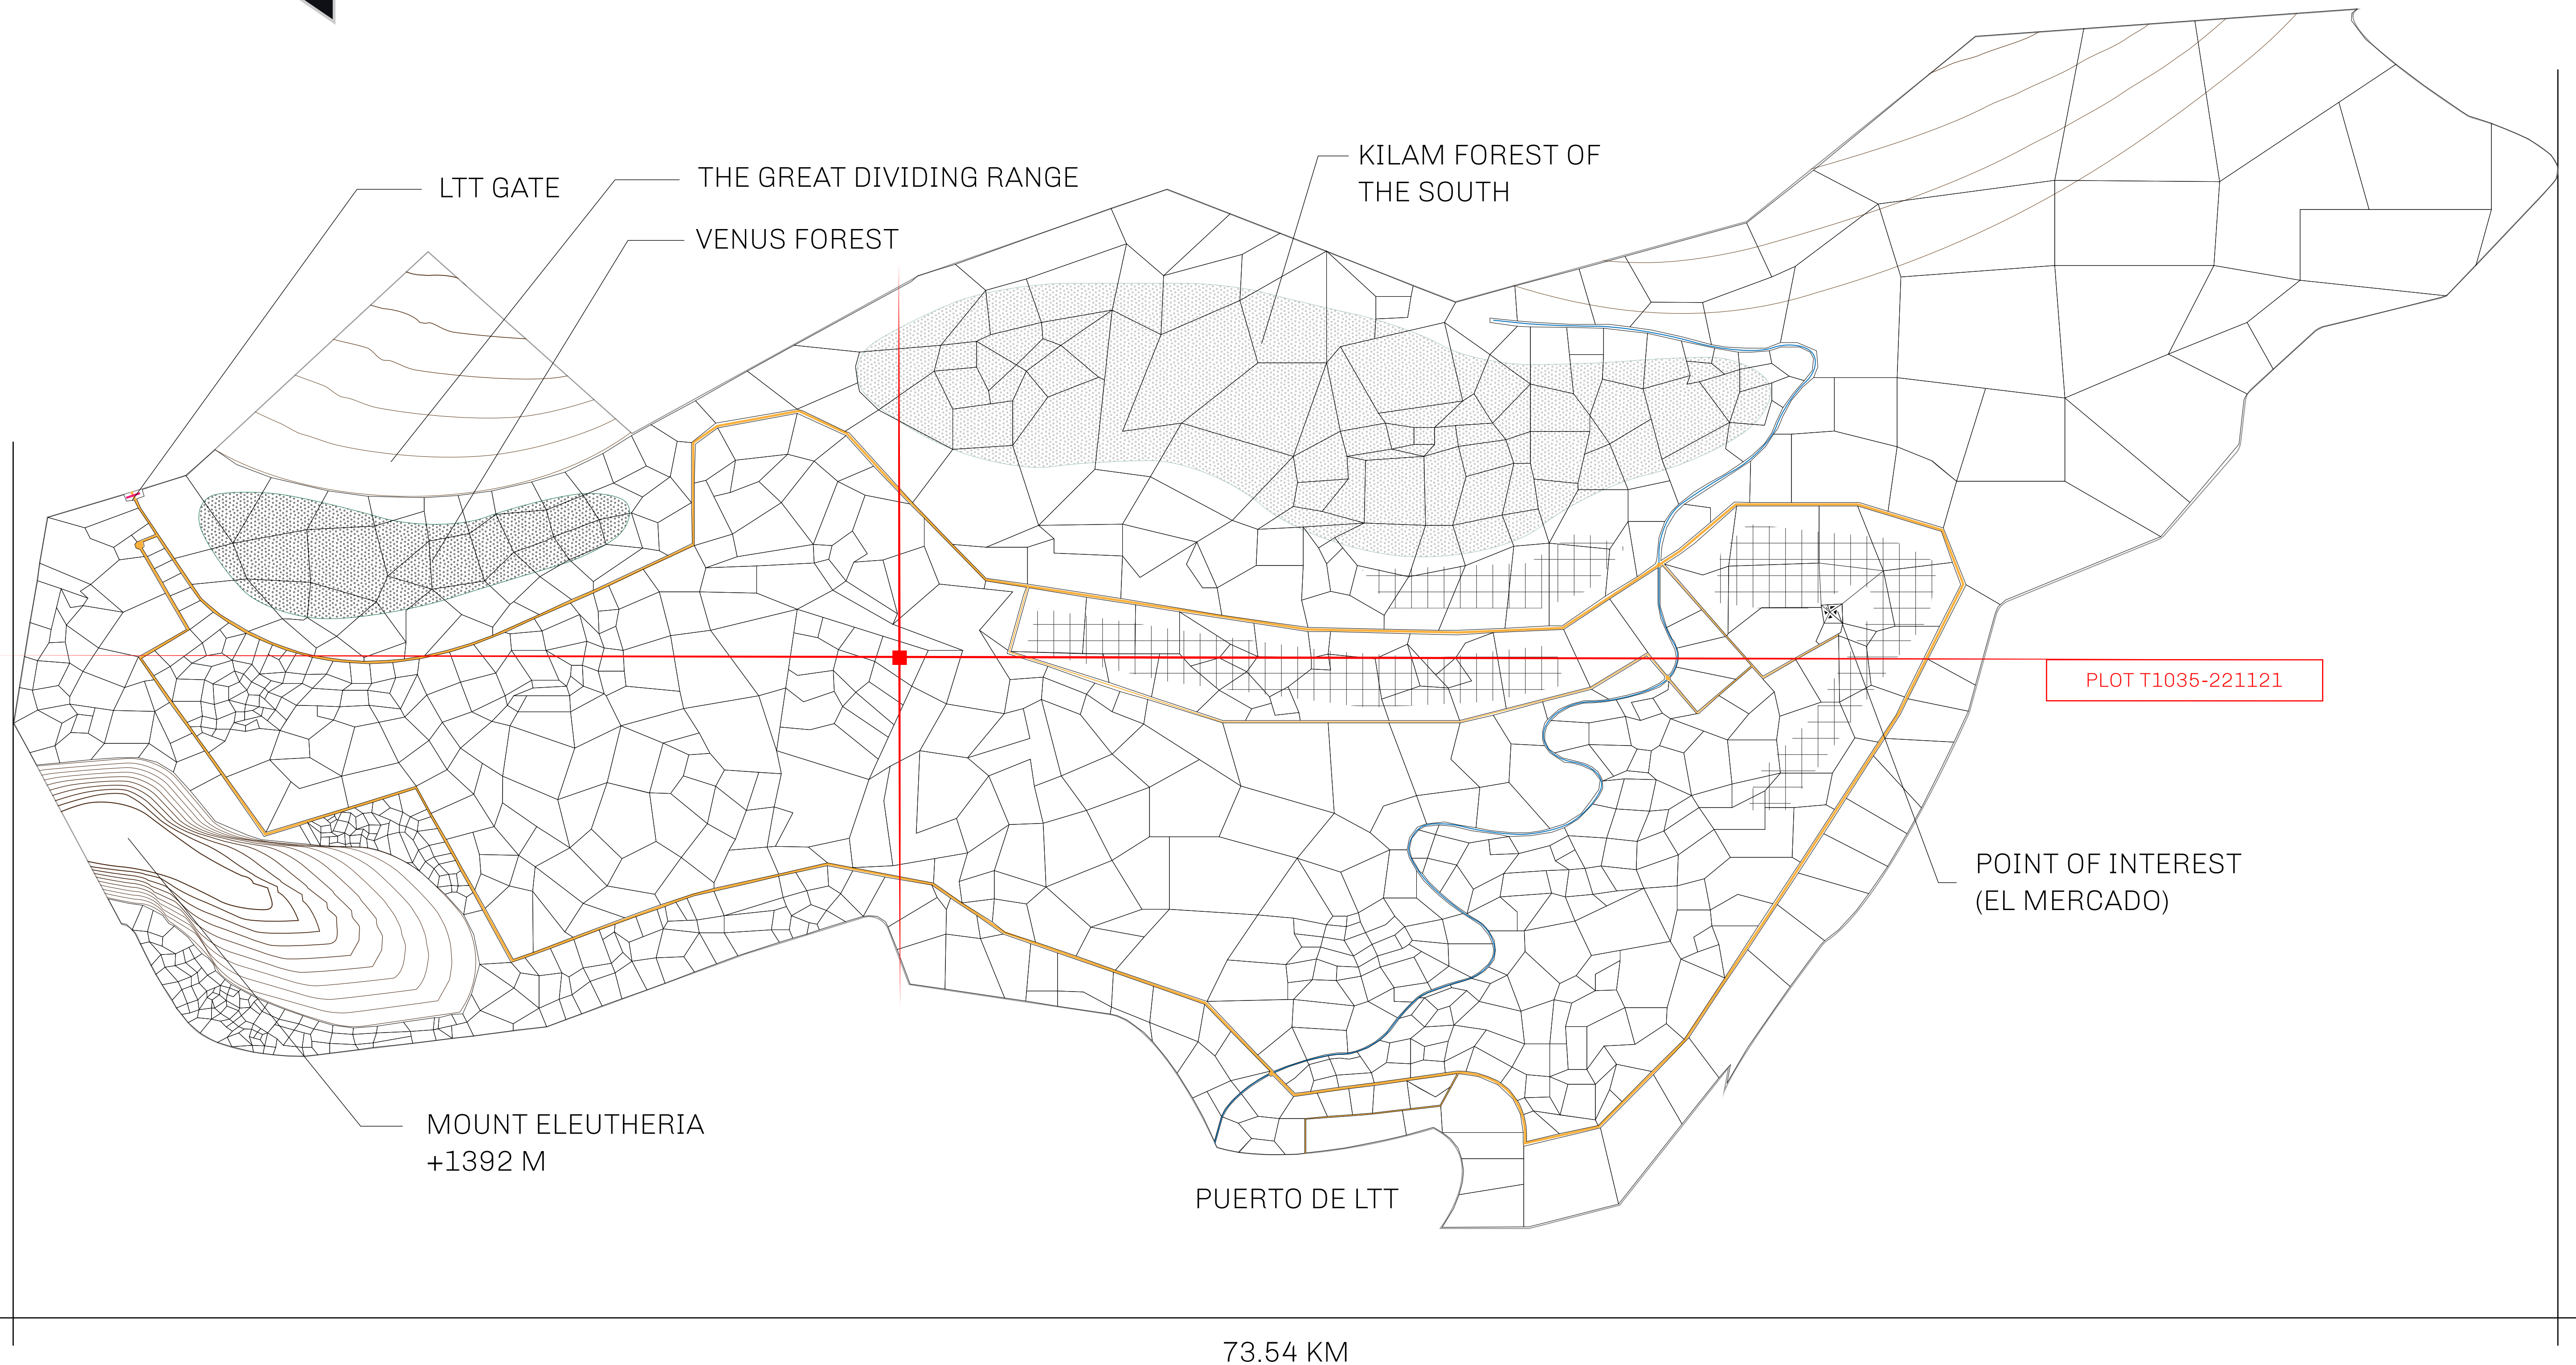 KILAM FOREST OF
THE SOUTH
THE GREAT DIVIDING RANGE
LTT GATE
VENUS FOREST
PLOT T1035-221121
POINT OF INTEREST
(EL MERCADO)
MOUNT ELEUTHERIA
+1392 M
PUERTO DE LTT
73.54 KM